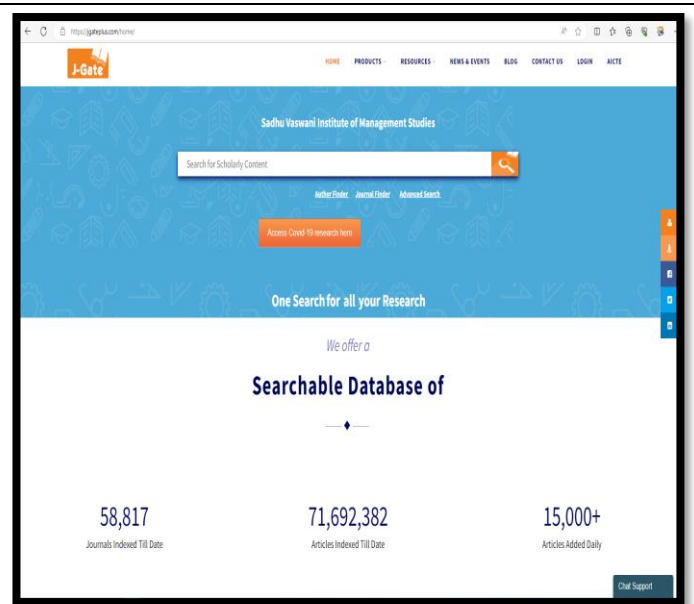 https://jgateplus.com/home/
J-Gate
HOME PRODUCTS RESOURCES NEWS & EVENTS BLOG CONTACT US LOGIN AICTE
Sadhu Vaswani Institute of Management Studies
Search for Scholarly Content
Author Finder Journal Finder Advanced Search
Access Covid-19 research here
One Search for all your Research
We offer a
Searchable Database of
58,817 71,692,382 15,000+
Journals Indexed Till Date Articles Indexed Till Date Articles Added Daily
Chat Support